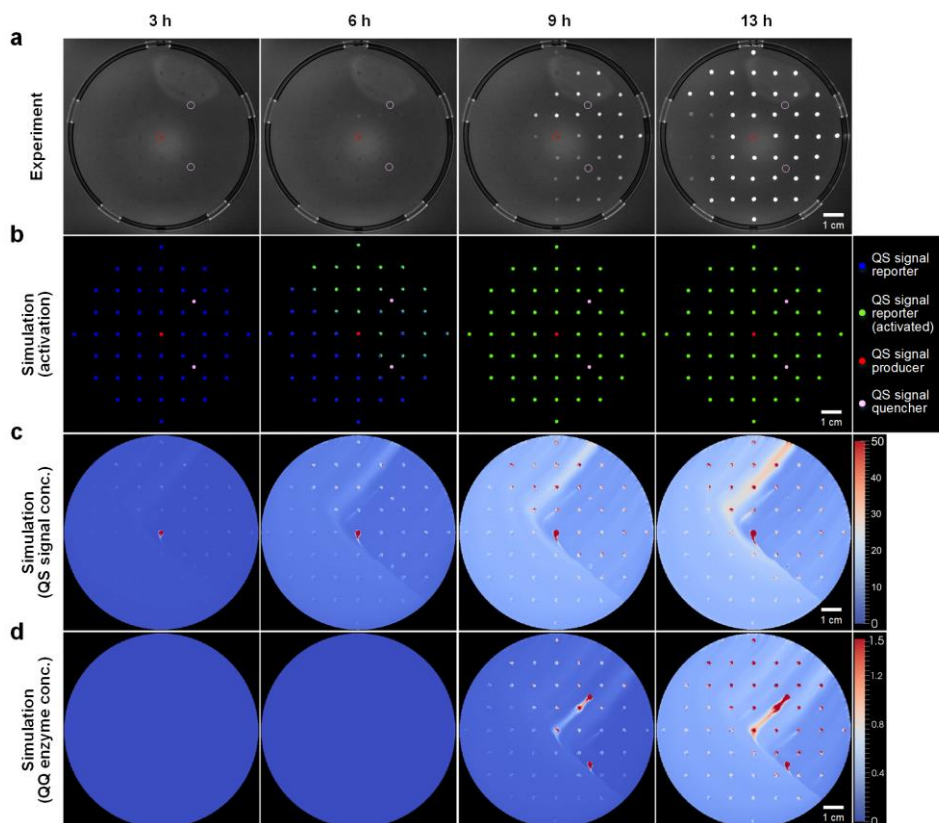 3 h 6 h 9 h 13 h
a
Experiment
1 cm
b
Simulation
(activation)
QS signal
reporter
QS signal
reporter
(activated)
QS signal
producer
QS signal
quencher
1 cm
c
Simulation
(QS signal conc.)
50
40
30
20
10
0
1 cm
d
Simulation
(QQ enzyme conc.)
1.5
1.2
0.8
0.4
0
1 cm